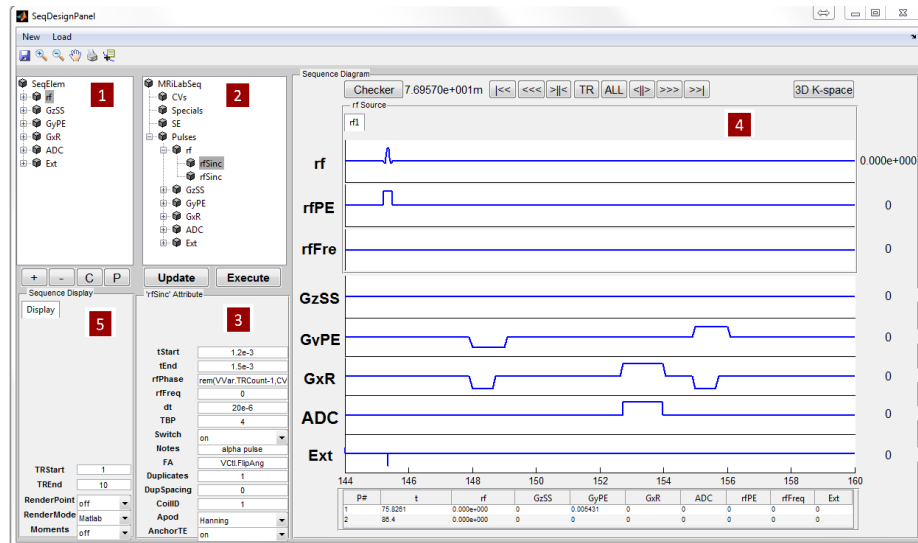 SeqDesignPanel
New Load
SeqElem
rf
GzSS
GyPE
GxR
ADC
Ext
1
MRiLabSeq
CVs
Specials
SE
Pulses
rf
rfSinc
rfSinc
GzSS
GyPE
GxR
ADC
Ext
2
+ - C P
Update Execute
Sequence Display
Display
5
TRStart 1
TREnd 10
RenderPoint off
RenderMode Matlab
Moments off
'rfSinc' Attribute
3
tStart 1.2e-3
tEnd 1.5e-3
rfPhase rem(VVar.TRCount-1,CV
rfFreq 0
dt 20e-6
TBP 4
Switch on
Notes alpha pulse
FA VCtl.FlipAng
Duplicates 1
DupSpacing 0
CoilID 1
Apod Hanning
AnchorTE on
Sequence Diagram
Checker 7.69570e+001m |<< <<< >||< TR ALL <||> >>> >>| 3D K-space
rf Source
rf1
4
rf 0.000e+000
rfPE 0
rfFre 0
GzSS 0
GyPE 0
GxR 0
ADC 0
Ext 0
144 146 148 150 152 154 156 158 160
P# t rf GzSS GyPE GxR ADC rfPE rfFreq Ext
1 75.8261 0.000e+000 0 0.005431 0 0 0 0 0
2 86.4 0.000e+000 0 0 0 0 0 0 0